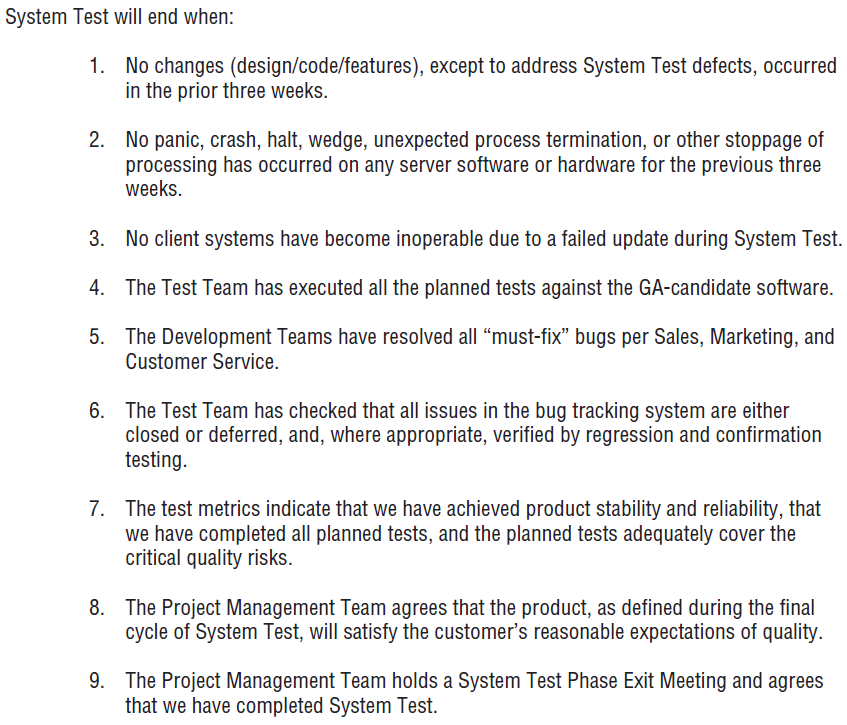 System Test will end when:
1. No changes (design/code/features), except to address System Test defects, occurred
in the prior three weeks.
2. No panic, crash, halt, wedge, unexpected process termination, or other stoppage of
processing has occurred on any server software or hardware for the previous three
weeks.
3. No client systems have become inoperable due to a failed update during System Test.
4. The Test Team has executed all the planned tests against the GA-candidate software.
5. The Development Teams have resolved all “must-fix” bugs per Sales, Marketing, and
Customer Service.
6. The Test Team has checked that all issues in the bug tracking system are either
closed or deferred, and, where appropriate, verified by regression and confirmation
testing.
7. The test metrics indicate that we have achieved product stability and reliability, that
we have completed all planned tests, and the planned tests adequately cover the
critical quality risks.
8. The Project Management Team agrees that the product, as defined during the final
cycle of System Test, will satisfy the customer’s reasonable expectations of quality.
9. The Project Management Team holds a System Test Phase Exit Meeting and agrees
that we have completed System Test.